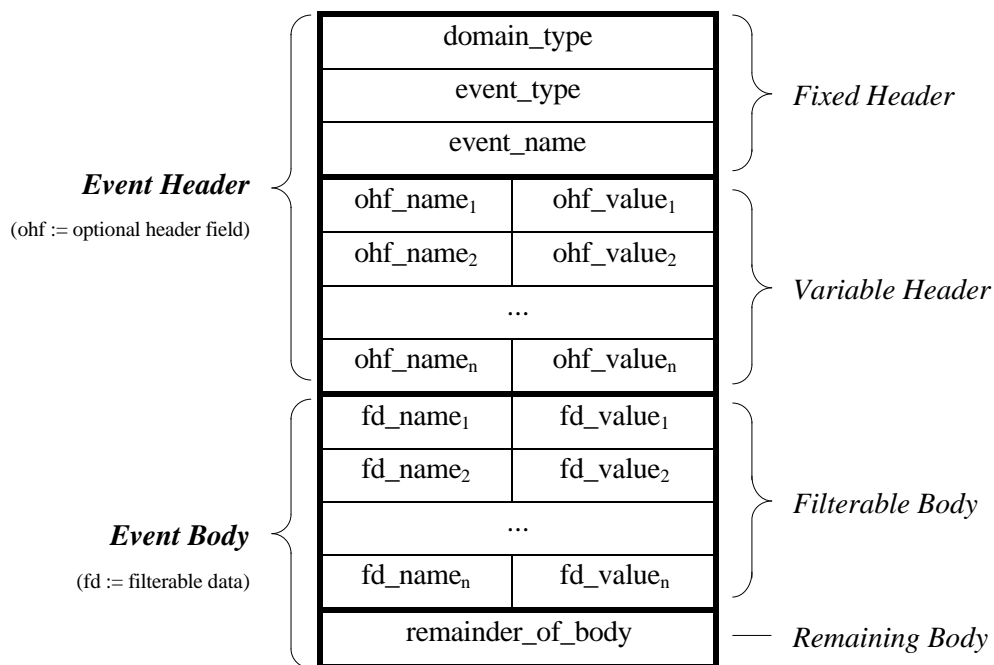 domain_type
event_type
Fixed Header
event_name
Event Header
(ohf := optional header field)
ohf_name1 ohf_value1
ohf_name2 ohf_value2
Variable Header
...
ohf_namen ohf_valuen
fd_name1 fd_value1
fd_name2 fd_value2
Filterable Body
...
Event Body
(fd := filterable data)
fd_namen fd_valuen
remainder_of_body
Remaining Body